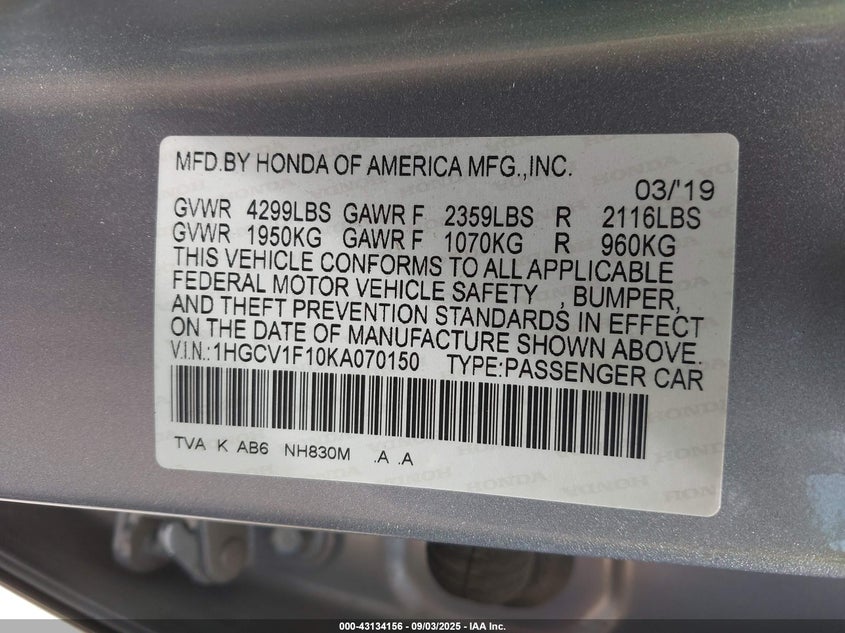 MFD.BY HONDA OF AMERICA MFG.,INC.
03/'19
GVWR 4299LBS GAWR F 2359LBS R 2116LBS
GVWR 1950KG GAWR F 1070KG R 960KG
THIS VEHICLE CONFORMS TO ALL APPLICABLE
FEDERAL MOTOR VEHICLE SAFETY , BUMPER,
AND THEFT PREVENTION STANDARDS IN EFFECT
ON THE DATE OF MANUFACTURE SHOWN ABOVE.
V.I.N.:1HGCV1F10KA070150 TYPE:PASSENGER CAR
TVA K AB6 NH830M .A .A
HONDA HONDA HONDA
000-43134156 - 09/03/2025 - IAA Inc.